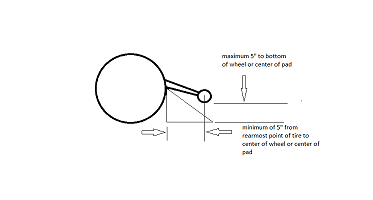 maximum 5" to bottom
of wheel or center of pad
minimum of 5" from
rearmost point of tire to
center of wheel or center of
pad